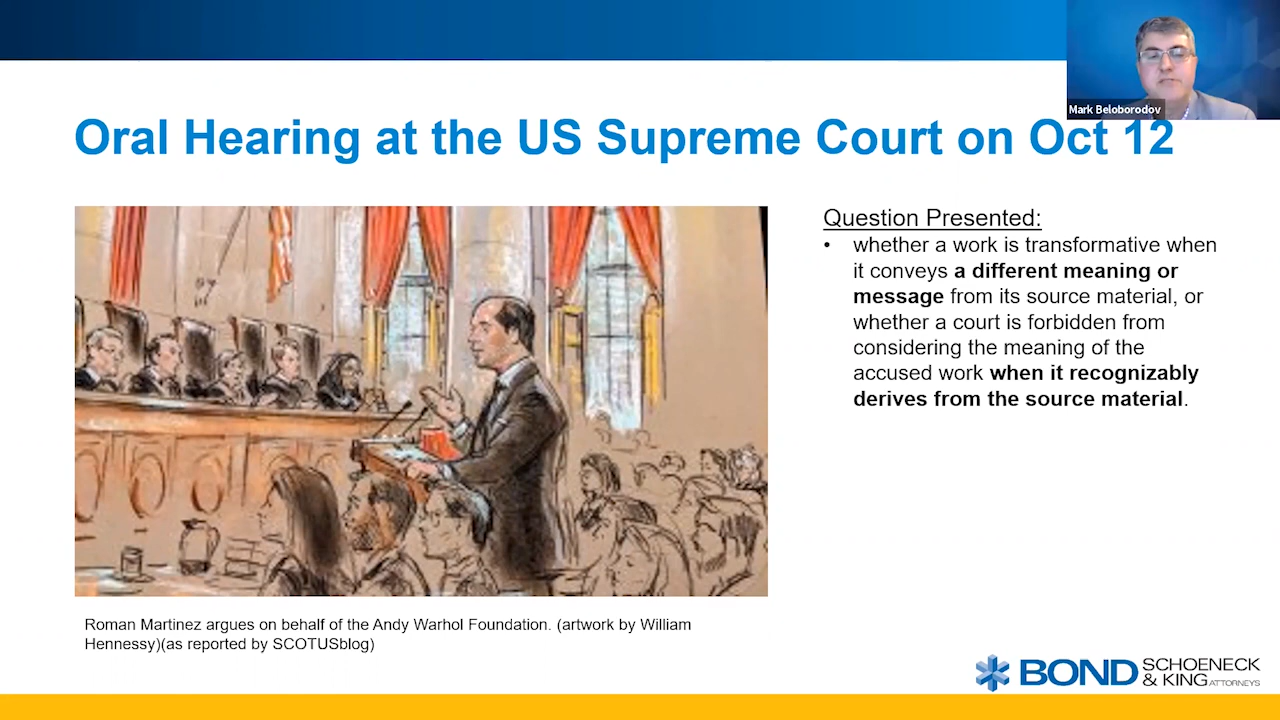 Mark Beloborodov
Oral Hearing at the US Supreme Court on Oct 12
Question Presented:
• whether a work is transformative when
it conveys a different meaning or
message from its source material, or
whether a court is forbidden from
considering the meaning of the
accused work when it recognizably
derives from the source material.
Roman Martinez argues on behalf of the Andy Warhol Foundation. (artwork by William
Hennessy)(as reported by SCOTUSblog)
BOND SCHOENECK
& KING ATTORNEYS